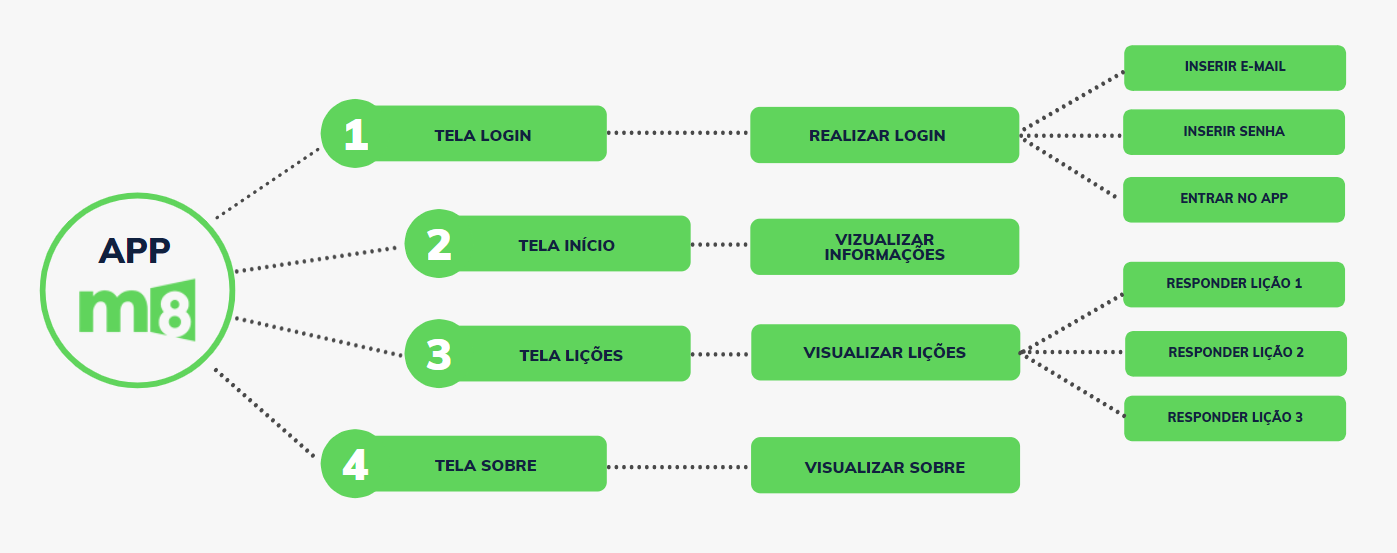 APP
m8
1
TELA LOGIN
REALIZAR LOGIN
INSERIR E-MAIL
INSERIR SENHA
ENTRAR NO APP
2
TELA INÍCIO
VIZUALIZAR
INFORMAÇÕES
3
TELA LIÇÕES
VISUALIZAR LIÇÕES
RESPONDER LIÇÃO 1
RESPONDER LIÇÃO 2
RESPONDER LIÇÃO 3
4
TELA SOBRE
VISUALIZAR SOBRE